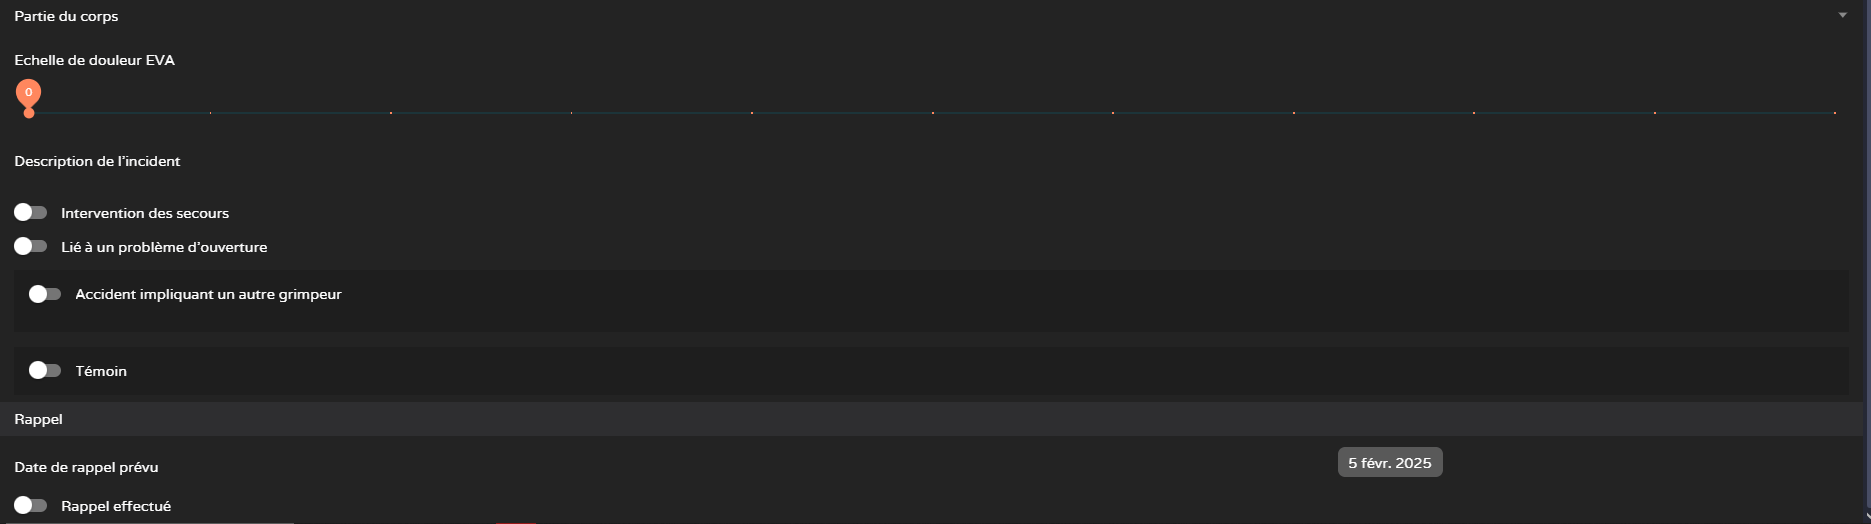 Partie du corps
Echelle de douleur EVA
0
Description de l'incident
Intervention des secours
Lié à un problème d'ouverture
Accident impliquant un autre grimpeur
Témoin
Rappel
Date de rappel prévu
5 févr. 2025
Rappel effectué